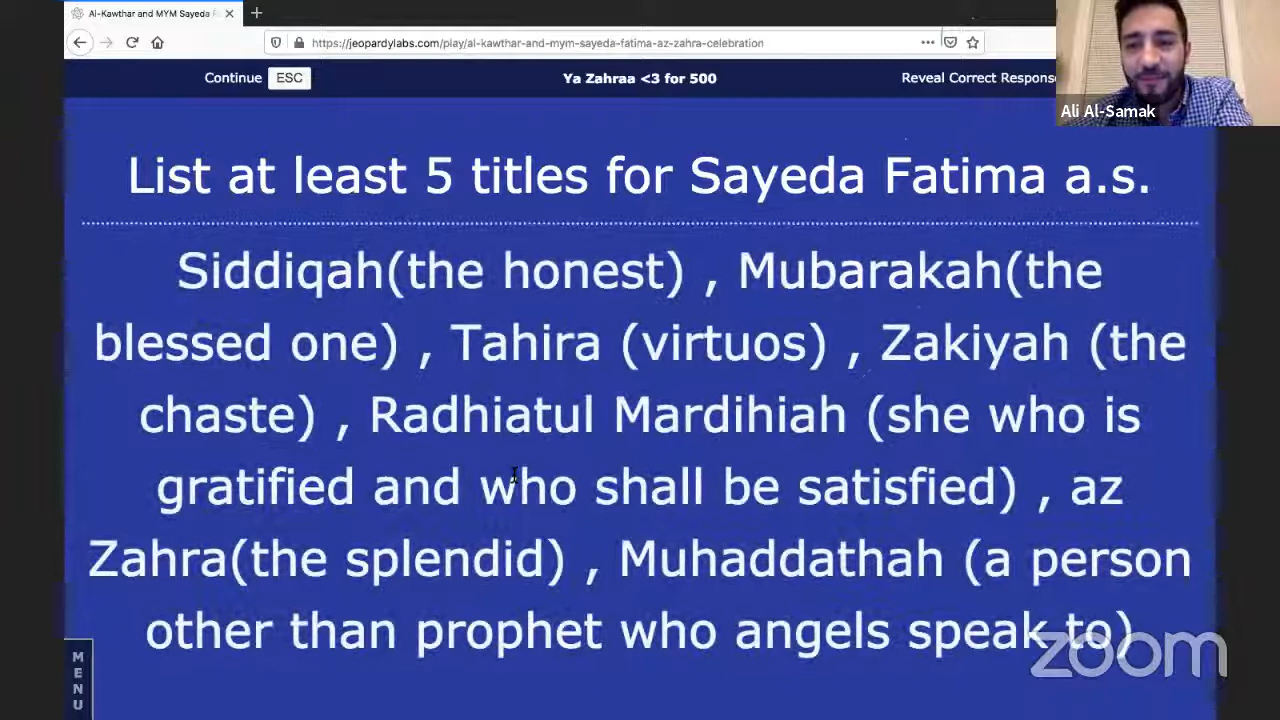 Al-Kawthar and MYM Sayeda
https://jeopardylabs.com/play/al-kawthar-and-mym-sayeda-fatima-az-zahra-celebration
Continue ESC
Ya Zahraa <3 for 500
Reveal Correct Response
Ali Al-Samak
List at least 5 titles for Sayeda Fatima a.s.
Siddiqah(the honest) , Mubarakah(the
blessed one) , Tahira (virtuos) , Zakiyah (the
chaste) , Radhiatul Mardihiah (she who is
gratified and who shall be satisfied) , az
Zahra(the splendid) , Muhaddathah (a person
other than prophet who angels speak to)
MENU
zoom